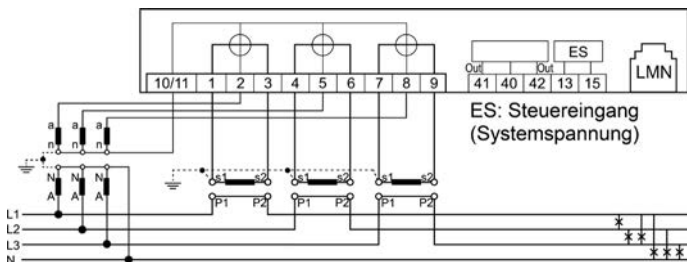 10/11 1 2 3 4 5 6 7 8 9
Out Out ES
41 40 42 13 15
LMN
ES: Steuereingang
(Systemspannung)
a a a
n n n
N N N
A A A
s1 s2 s1 s2 s1 s2
P1 P2 P1 P2 P1 P2
L1
L2
L3
N